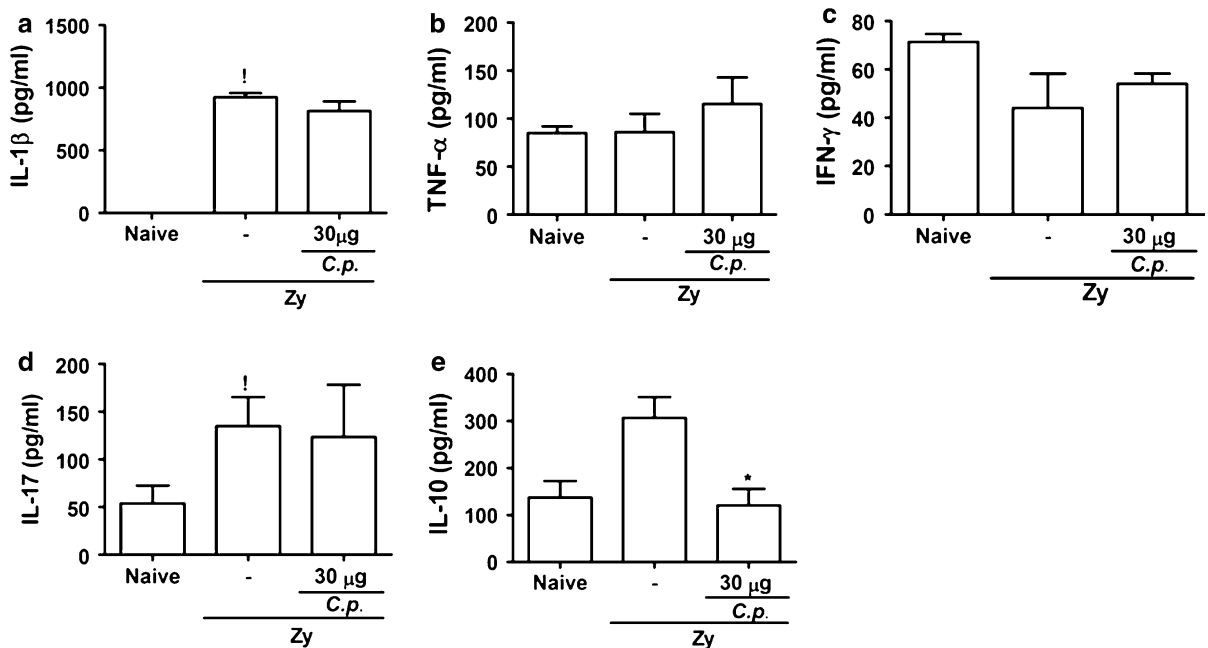 a
IL-1β (pg/ml)
1500
1000
500
0
!
Naive
-
30μg
C.p.
Zy
b
TNF-α (pg/ml)
200
150
100
50
0
Naive
-
30 μg
C.p.
Zy
c
IFN-γ (pg/ml)
80
60
40
20
0
Naive
-
30 μg
C.p.
Zy
d
IL-17 (pg/ml)
200
150
100
50
0
!
Naive
-
30 μg
C.p.
Zy
e
IL-10 (pg/ml)
400
300
200
100
0
*
Naive
-
30 μg
C.p.
Zy